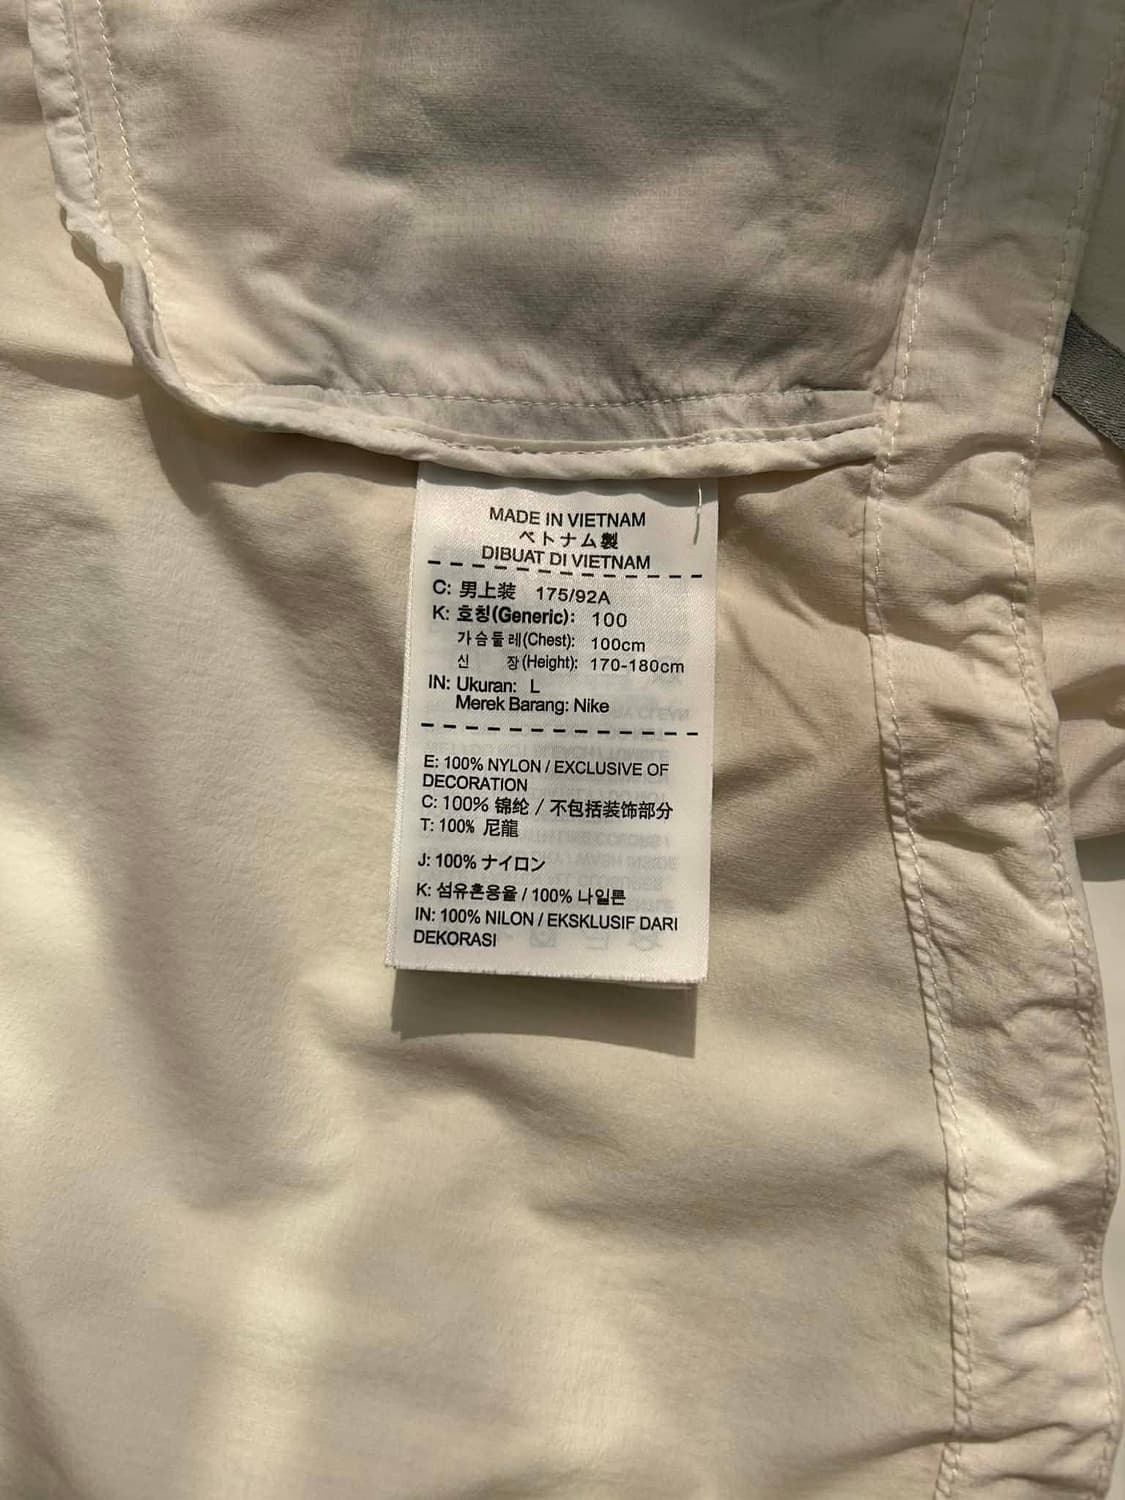 MADE IN VIETNAM
ベトナム製
DIBUAT DI VIETNAM
C: 男上装 175/92A
K: 호칭(Generic): 100
가슴둘레(Chest): 100cm
신 장(Height): 170-180cm
IN: Ukuran: L
Merek Barang: Nike
E: 100% NYLON / EXCLUSIVE OF
DECORATION
C: 100% 锦纶 / 不包括装饰部分
T: 100% 尼龍
J: 100% ナイロン
K: 섬유혼용율 / 100% 나일론
IN: 100% NILON / EKSKLUSIF DARI
DEKORASI